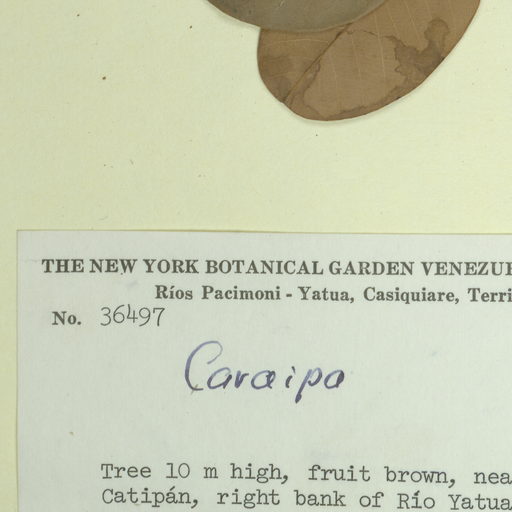 THE NEW YORK BOTANICAL GARDEN VENEZUE
Ríos Pacimoni - Yatua, Casiquiare, Terri
No. 36497
Caraipa
Tree 10 m high, fruit brown, nea
Catipán, right bank of Río Yatua